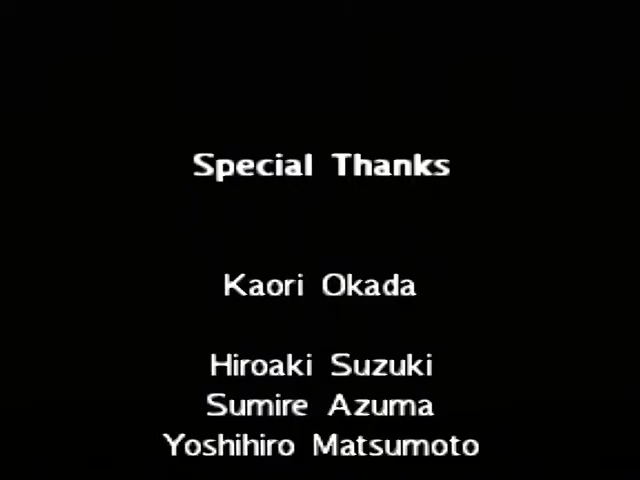 Special Thanks
Kaori Okada
Hiroaki Suzuki
Sumire Azuma
Yoshihiro Matsumoto